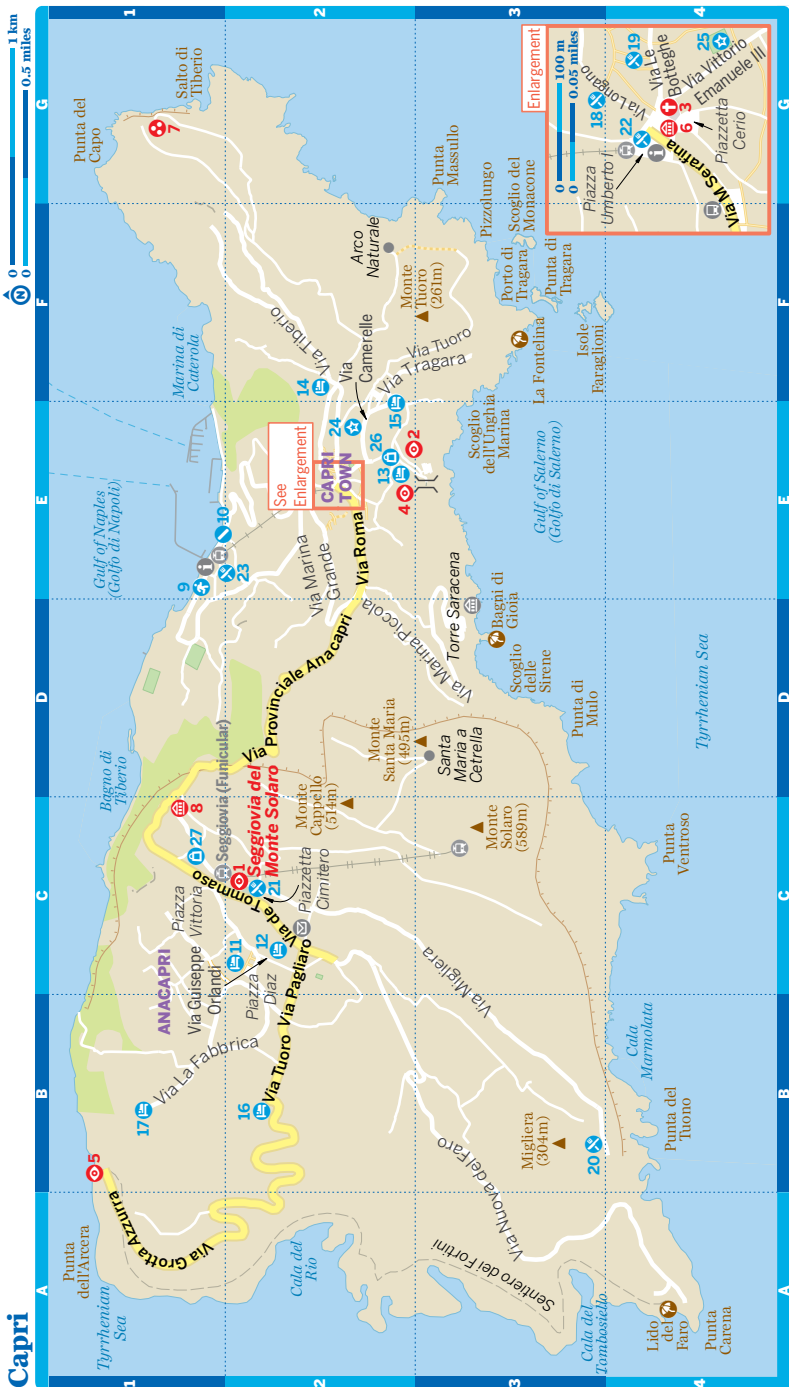 Capri
N
0
1 km
0
0.5 miles
A
B
C
D
E
F
G
1
2
3
4
A
B
C
D
E
F
G
1
2
3
4
Punta
dell'Arcera
Tyrrhenian
Sea
5
Via Grotta Azzurra
Cala del
Rio
17
Via La Fabbrica
16
Via Tuoro
Via Pagliaro
ANACAPRI
Via Guiseppe
Orlandi
Piazza
Diaz
11
12
Piazza
Vittoria
Via de Tommaso
27
8
Seggiovia (Funicular)
1
Seggiovia del
Monte Solaro
21
Piazzetta
Cimitero
Bagno di
Tiberio
Via Provinciale Anacapri
Monte
Cappello
(514m)
Monte
Santa Maria
(495m)
Santa
Maria a
Cetrella
Monte
Solaro
(589m)
Via Migliera
Via Nuova del Faro
Sentiero dei Fortini
Migliera
(304m)
20
Cala del
Tombosiello
Lido
del
Faro
Punta
Carena
Cala
Marmolata
Punta del
Tuono
Punta
Ventroso
Punta di
Mulo
Scoglio
delle
Sirene
Bagni di
Gioia
Torre Saracena
Via Marina Piccola
Via Roma
Via Marina
Grande
Gulf of Naples
(Golfo di Napoli)
9
10
23
See
Enlargement
CAPRI
TOWN
4
13
26
2
15
24
14
Via
Camerelle
Via Tragara
Via Tuoro
Via Tiberio
Marina di
Caterola
Punta del
Capo
Salto di
Tiberio
7
Arco
Naturale
Monte
Tuoro
(261m)
Punta
Massullo
Pizzolungo
Scoglio del
Monacone
Porto di
Tragara
Punta di
Tragara
La Fontelina
Isole
Faraglioni
Scoglio
dell'Unghia
Marina
Gulf of Salerno
(Golfo di Salerno)
Tyrrhenian Sea
Enlargement
0
100 m
0
0.05 miles
Piazza
Umberto I
22
18
Via Longano
19
Via Le
Botteghe
Via Vittorio
Emanuele III
25
3
6
Piazzetta
Cerio
Via M Serafina